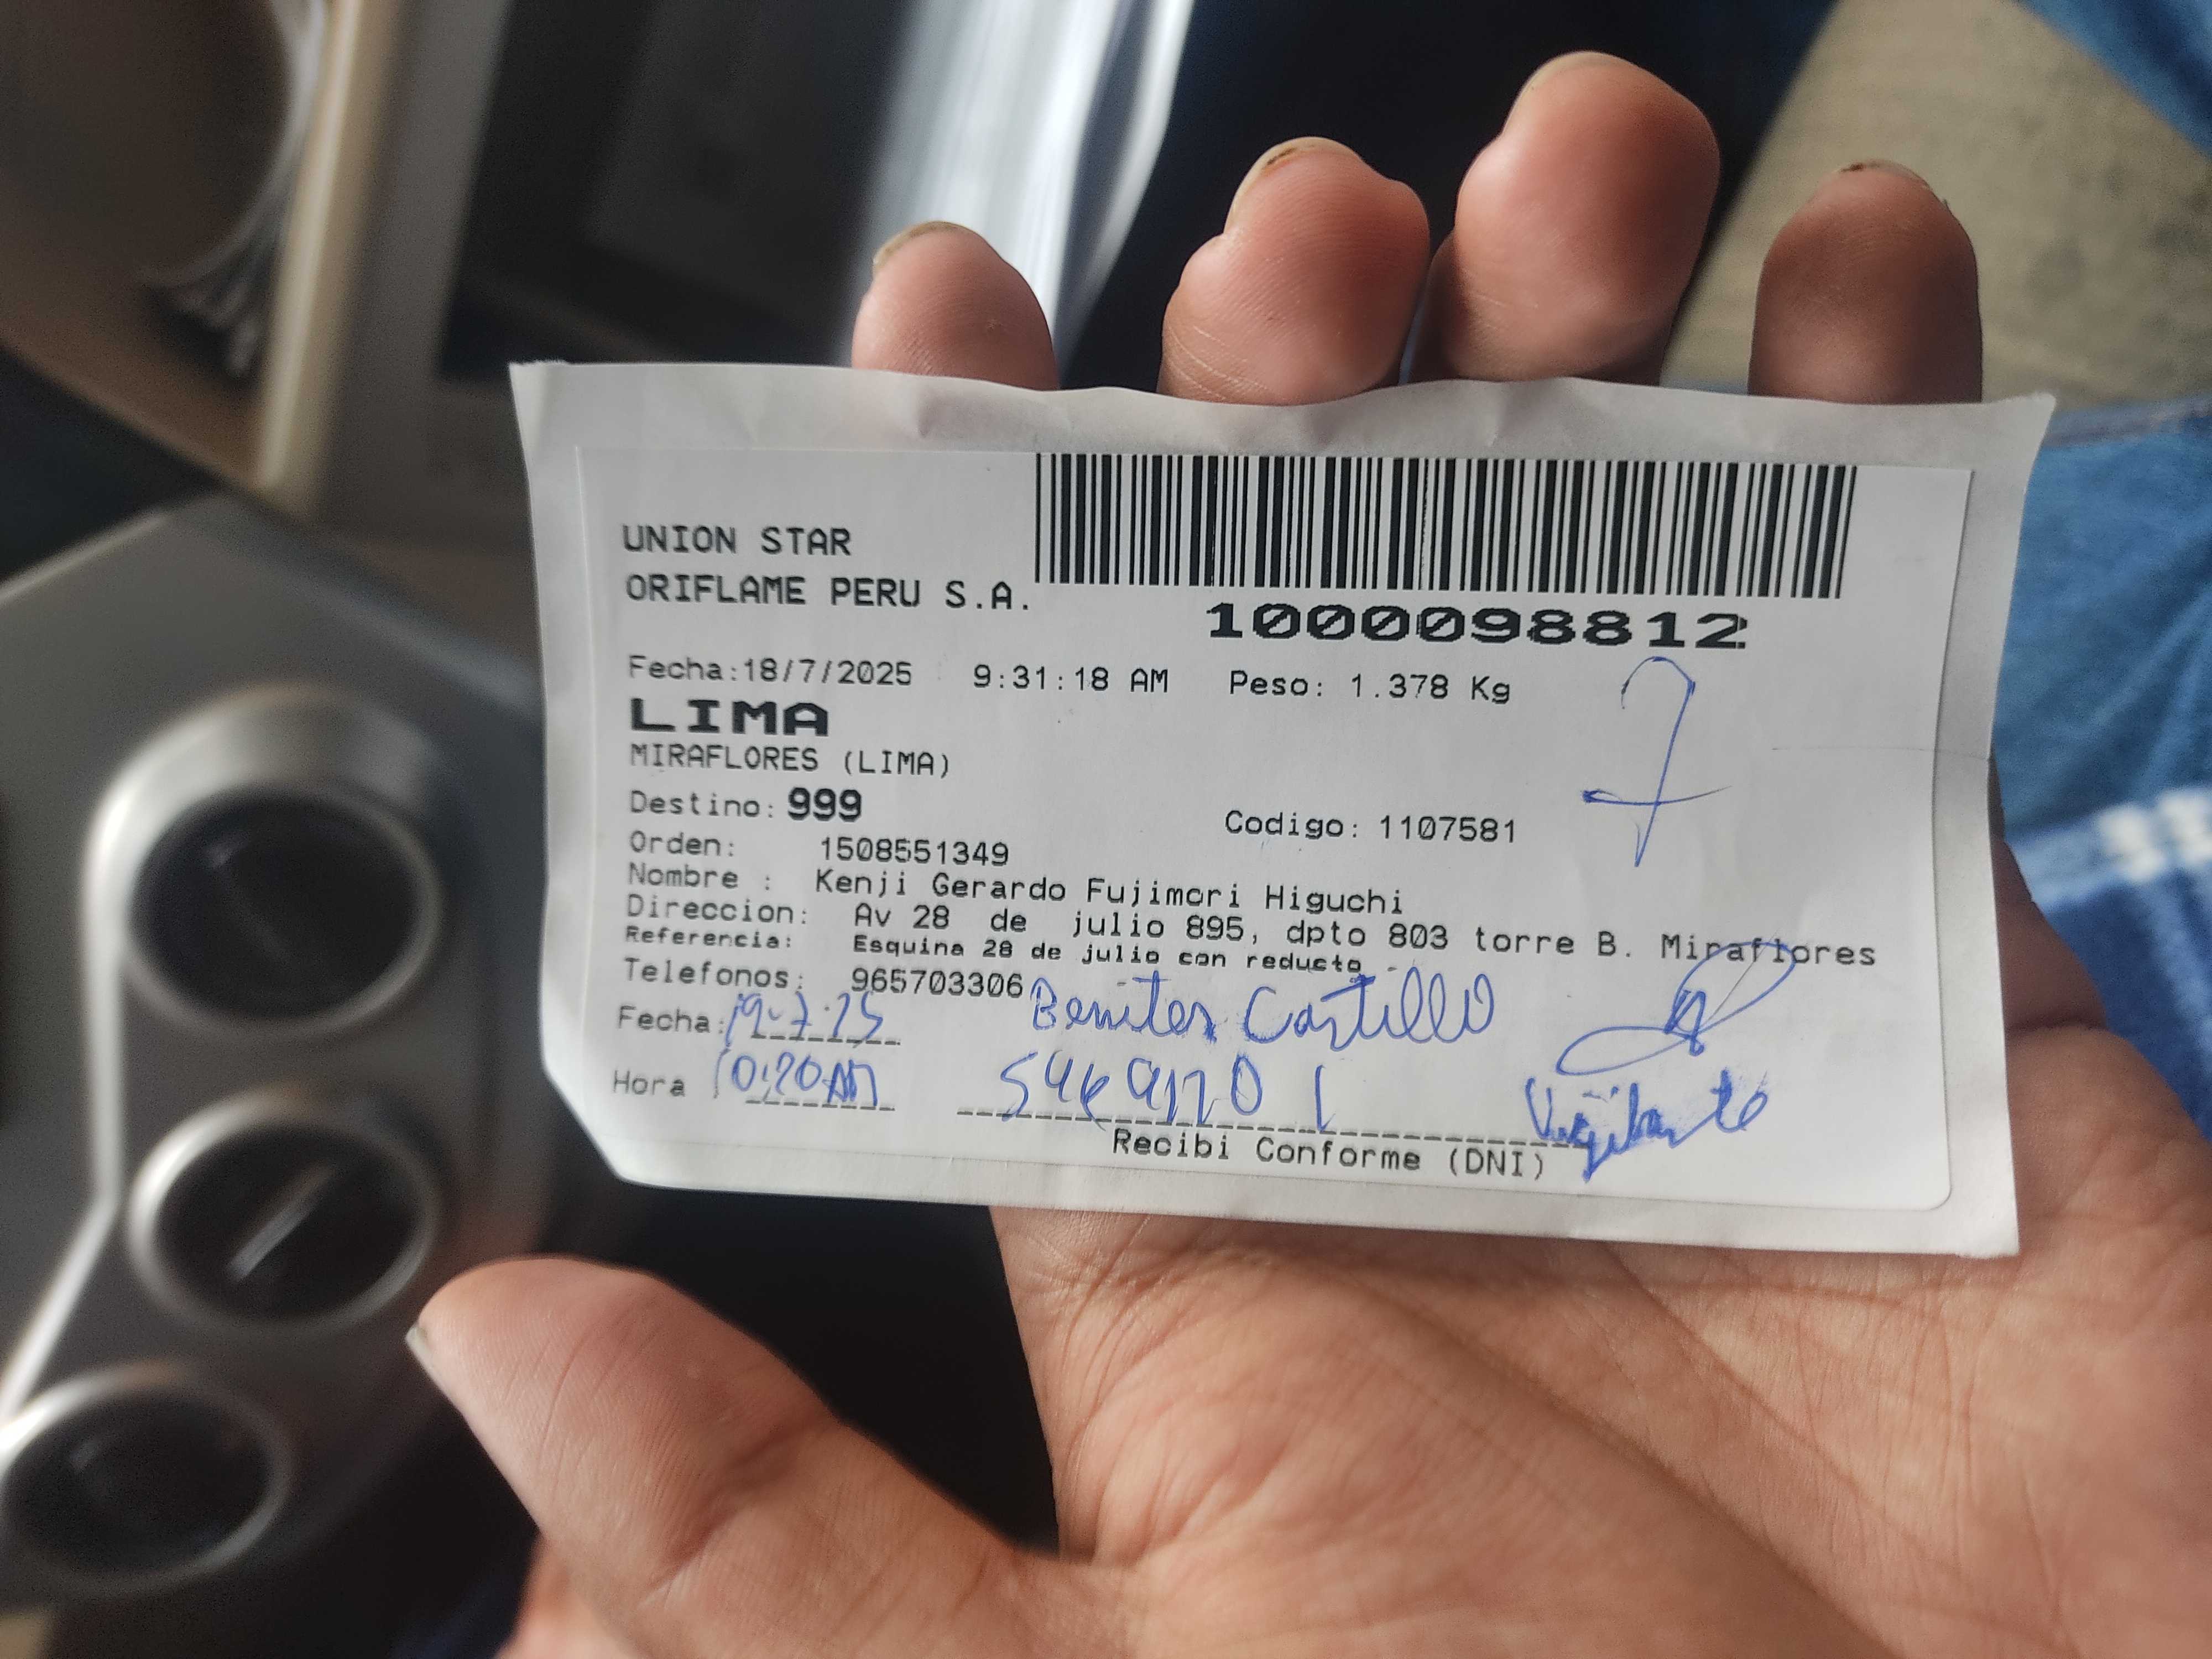 UNION STAR
ORIFLAME PERU S.A.
1000098812
Fecha:18/7/2025 9:31:18 AM Peso: 1.378 Kg
7
LIMA
MIRAFLORES (LIMA)
Destino: 999
Codigo: 1107581
Orden: 1508551349
Nombre : Kenji Gerardo Fujimori Higuchi
Direccion: Av 28 de julio 895, dpto 803 torre B. Miraflores
Referencia: Esquina 28 de julio con reducto -
Telefonos: 965703306
Fecha: 19-7-25 Benites Castillo
Hora 10:20AM
Vigilante
Recibi Conforme (DNI)